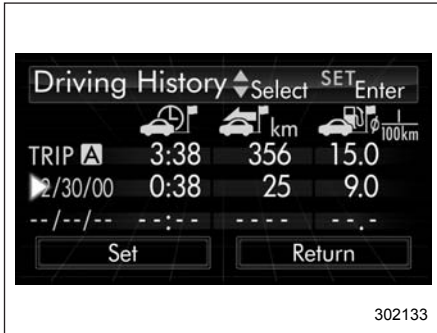 Driving History Select SET Enter
km ø l/100km
TRIP A 3:38 356 15.0
2/30/00 0:38 25 9.0
--/--/-- --:-- ---- --.-
Set Return
302133